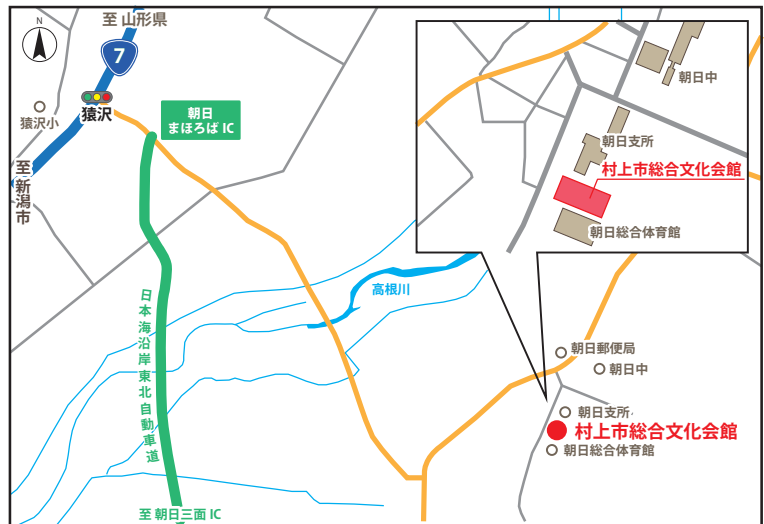 N
至 山形県
7
猿沢
猿沢小
朝日
まほろば IC
至新潟市
朝日中
朝日支所
村上市総合文化会館
朝日総合体育館
高根川
日本海沿岸東北自動車道
朝日郵便局
朝日中
朝日支所
村上市総合文化会館
朝日総合体育館
至 朝日三面 IC